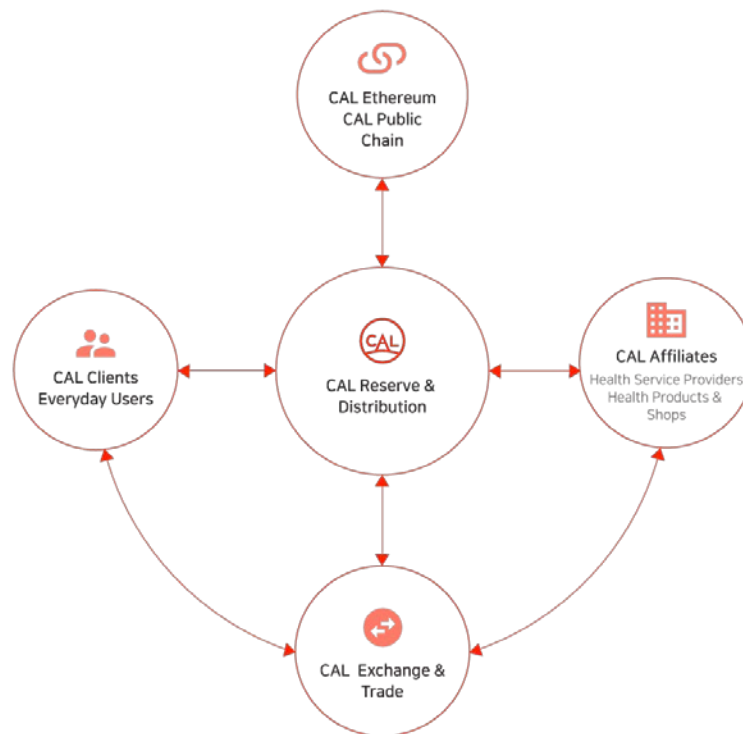 CAL Ethereum
CAL Public
Chain
CAL Clients
Everyday Users
CAL
CAL Reserve &
Distribution
CAL Affiliates
Health Service Providers
Health Products &
Shops
CAL Exchange &
Trade